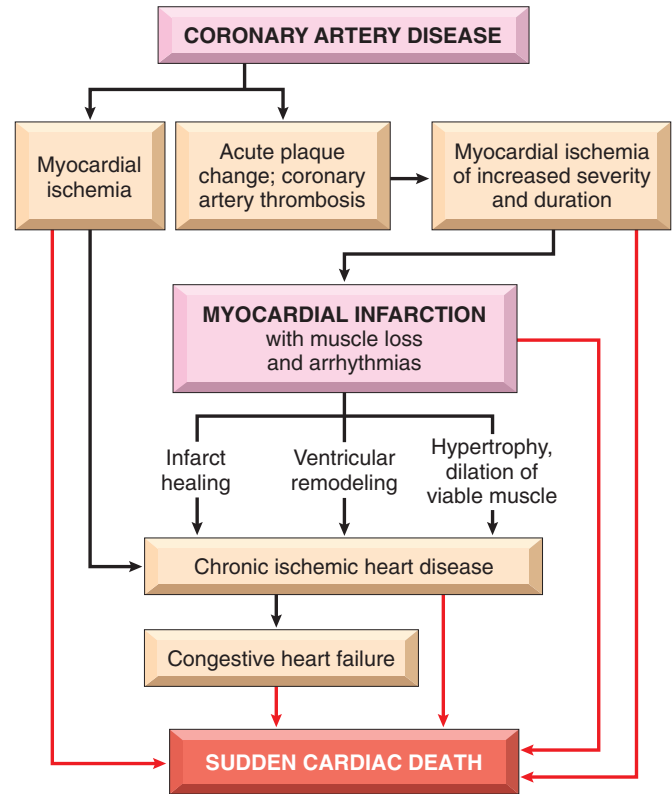 CORONARY ARTERY DISEASE
Myocardial
ischemia
Acute plaque
change; coronary
artery thrombosis
Myocardial ischemia
of increased severity
and duration
MYOCARDIAL INFARCTION
with muscle loss
and arrhythmias
Infarct
healing
Ventricular
remodeling
Hypertrophy,
dilation of
viable muscle
Chronic ischemic heart disease
Congestive heart failure
SUDDEN CARDIAC DEATH